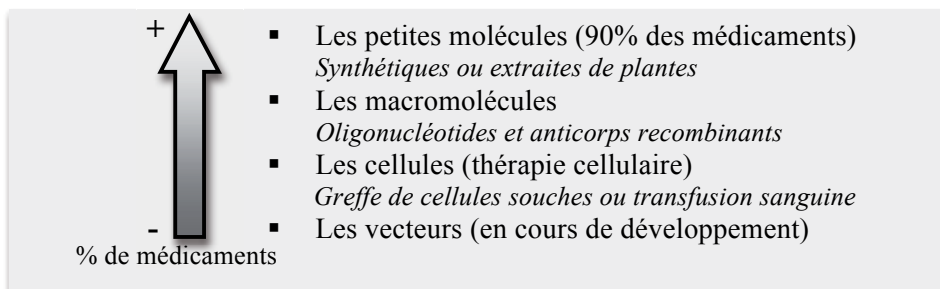 +
▪ Les petites molécules (90% des médicaments)
Synthétiques ou extraites de plantes
▪ Les macromolécules
Oligonucléotides et anticorps recombinants
▪ Les cellules (thérapie cellulaire)
Greffe de cellules souches ou transfusion sanguine
-
▪ Les vecteurs (en cours de développement)
% de médicaments